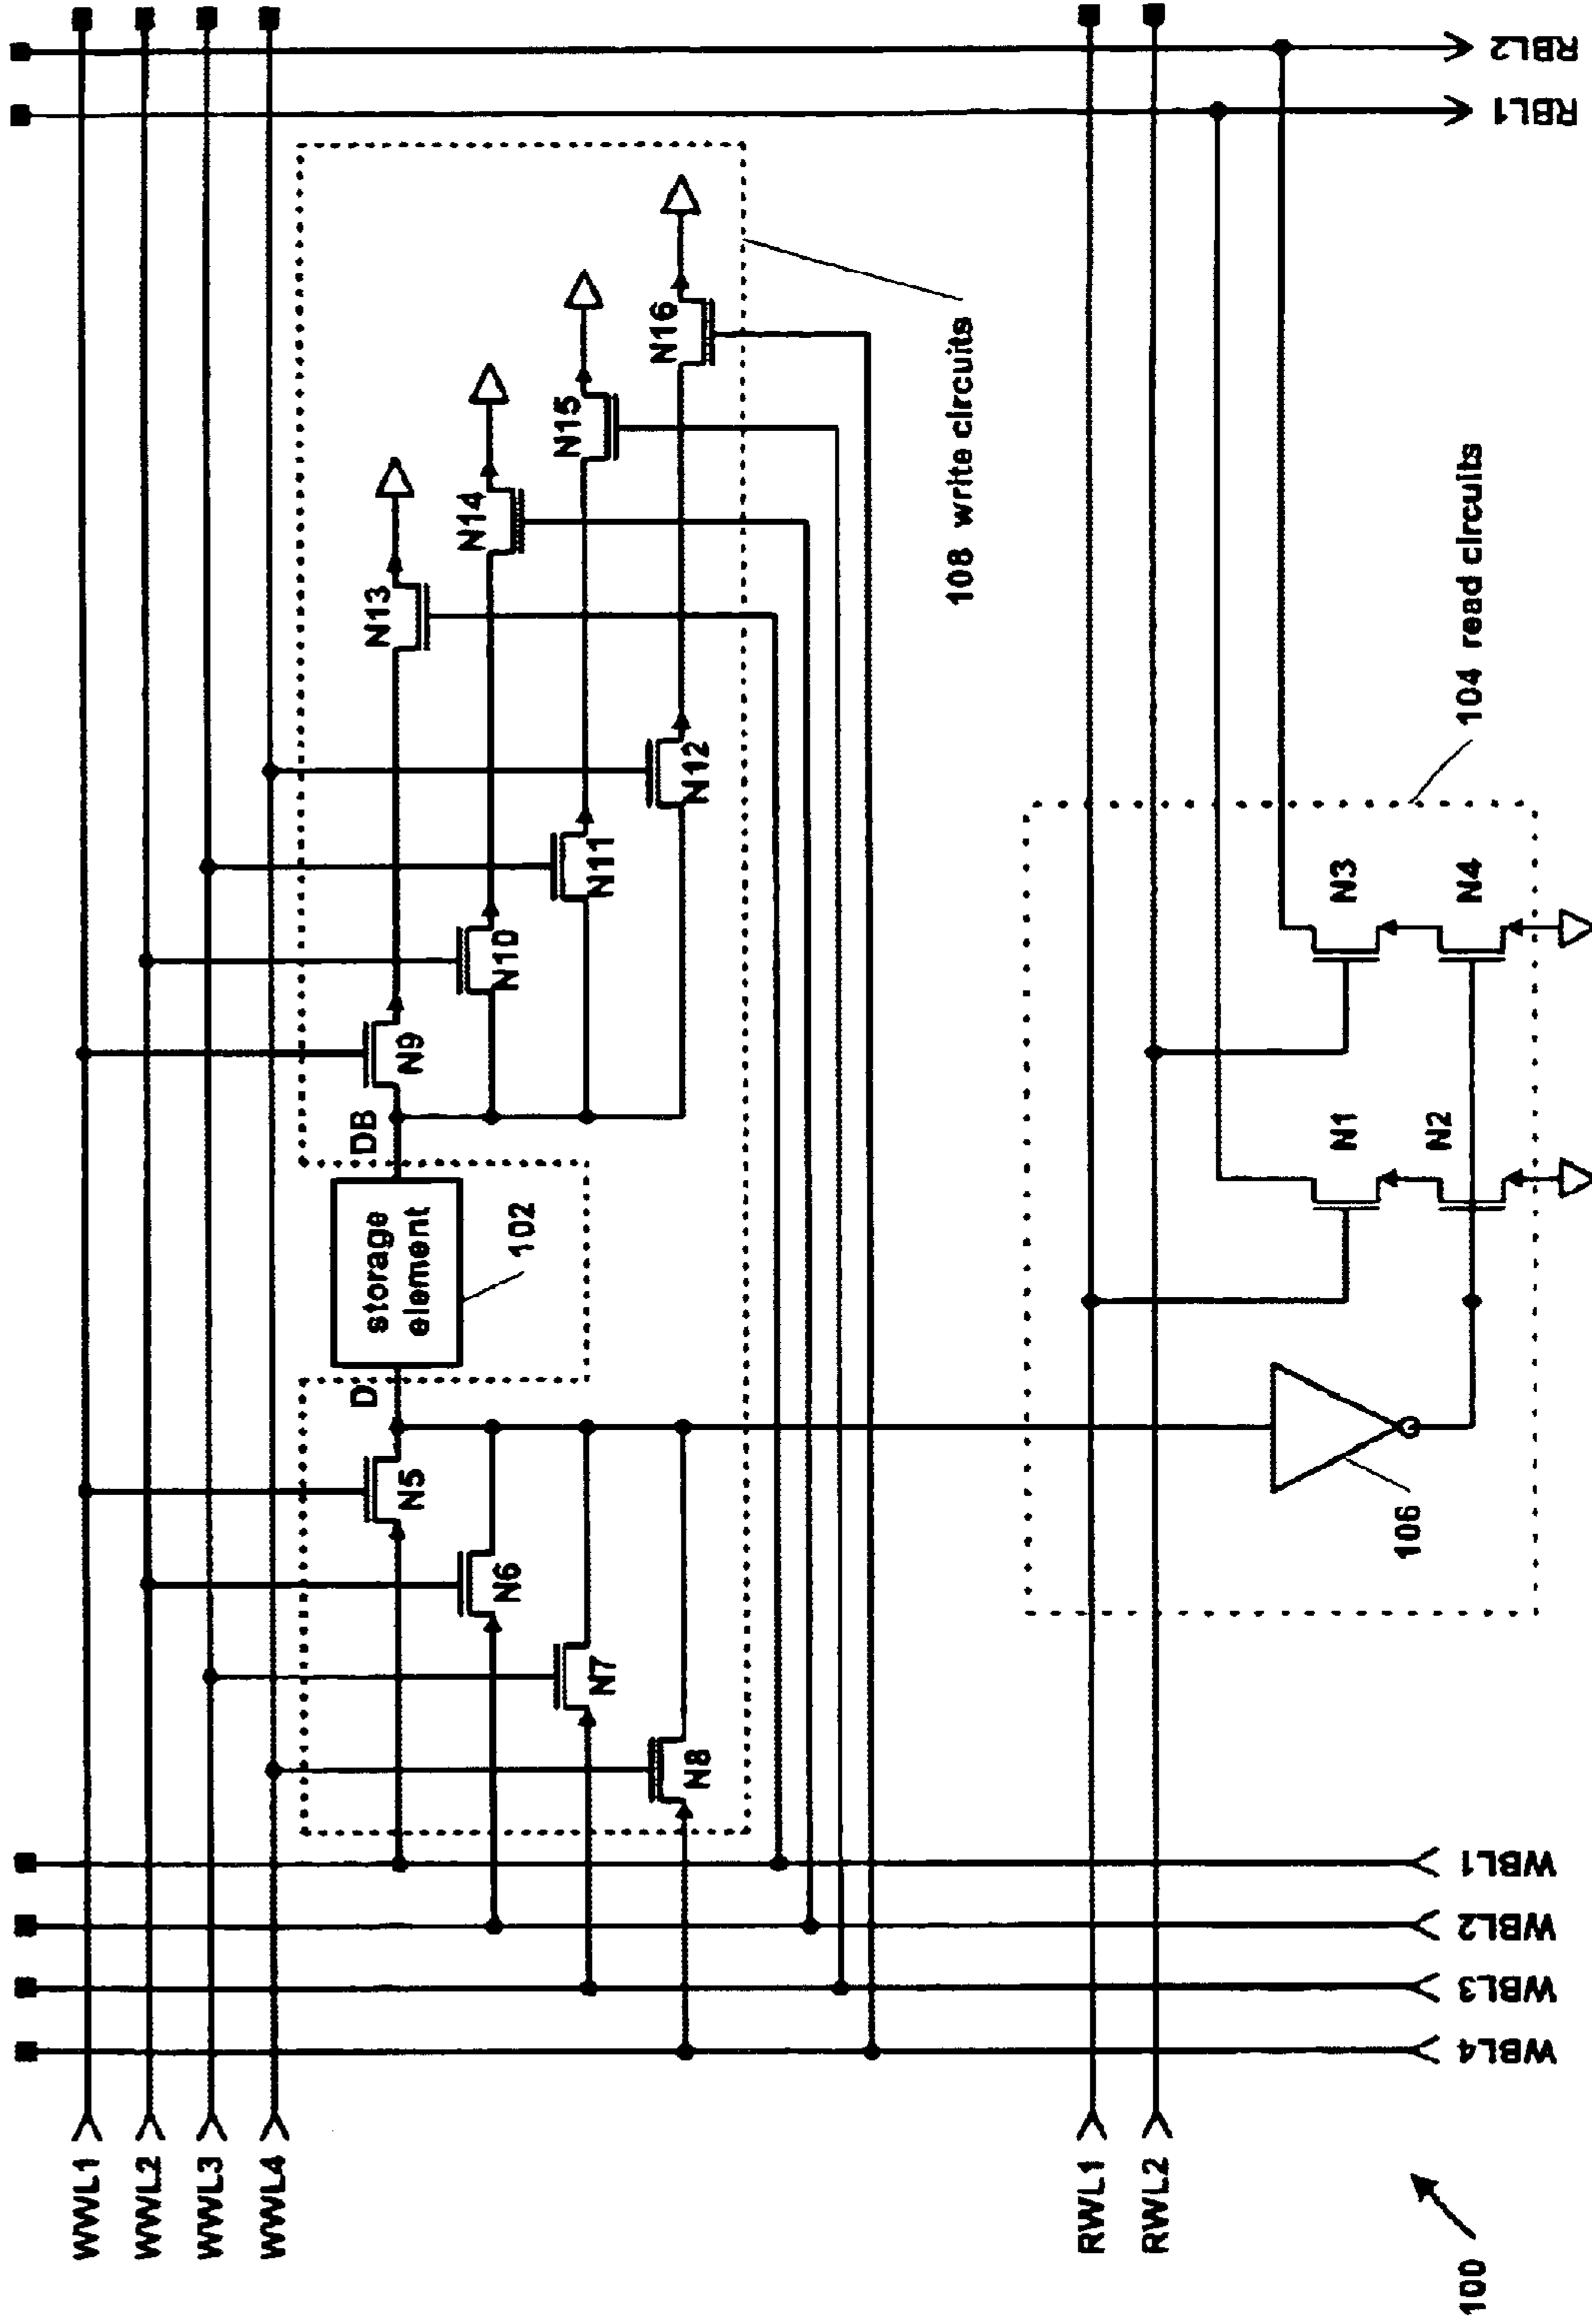 WWL1
WWL2
WWL3
WWL4
RWL1
RWL2
100
WBL4
WBL3
WBL2
WBL1
N8
N7
N6
N5
D
storage
element
102
DB
N9
N10
N11
N12
N13
N14
N15
N16
108 write circuits
106
N1
N2
N3
N4
104 read circuits
RBL1
RBL2